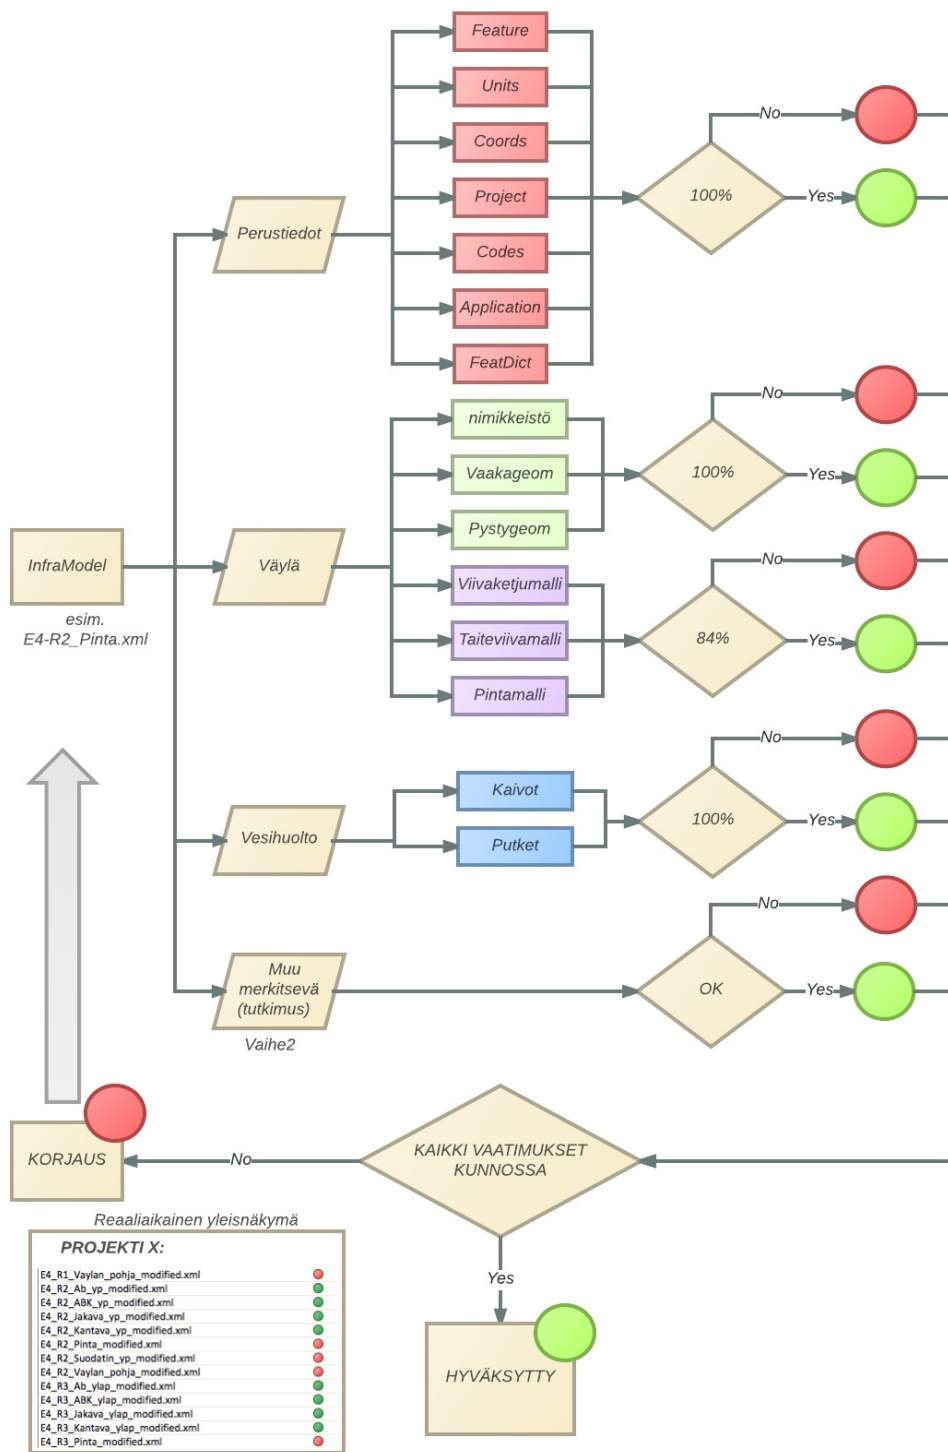 Feature
Units
Coords
Project
Codes
Application
FeatDict
No
100%
Yes
Perustiedot
nimikkeistö
Vaakageom
Pystygeom
No
100%
Yes
InfraModel
esim.
E4-R2_Pinta.xml
Väylä
Viivaketjumalli
Taiteviivamalli
Pintamalli
No
84%
Yes
Vesihuolto
Kaivot
Putket
No
100%
Yes
Muu
merkitsevä
(tutkimus)
Vaihe2
No
OK
Yes
KORJAUS
No
KAIKKI VAATIMUKSET
KUNNOSSA
Yes
HYVÄKSYTTY
Reaaliaikainen yleisnäkymä
PROJEKTI X:
E4_R1_Vaylan_pohja_modified.xml
E4_R2_Ab_yp_modified.xml
E4_R2_ABK_yp_modified.xml
E4_R2_Jakava_yp_modified.xml
E4_R2_Kantava_yp_modified.xml
E4_R2_Pinta_modified.xml
E4_R2_Suodatin_yp_modified.xml
E4_R2_Vaylan_pohja_modified.xml
E4_R3_Ab_ylap_modified.xml
E4_R3_ABK_ylap_modified.xml
E4_R3_Jakava_ylap_modified.xml
E4_R3_Kantava_ylap_modified.xml
E4_R3_Pinta_modified.xml